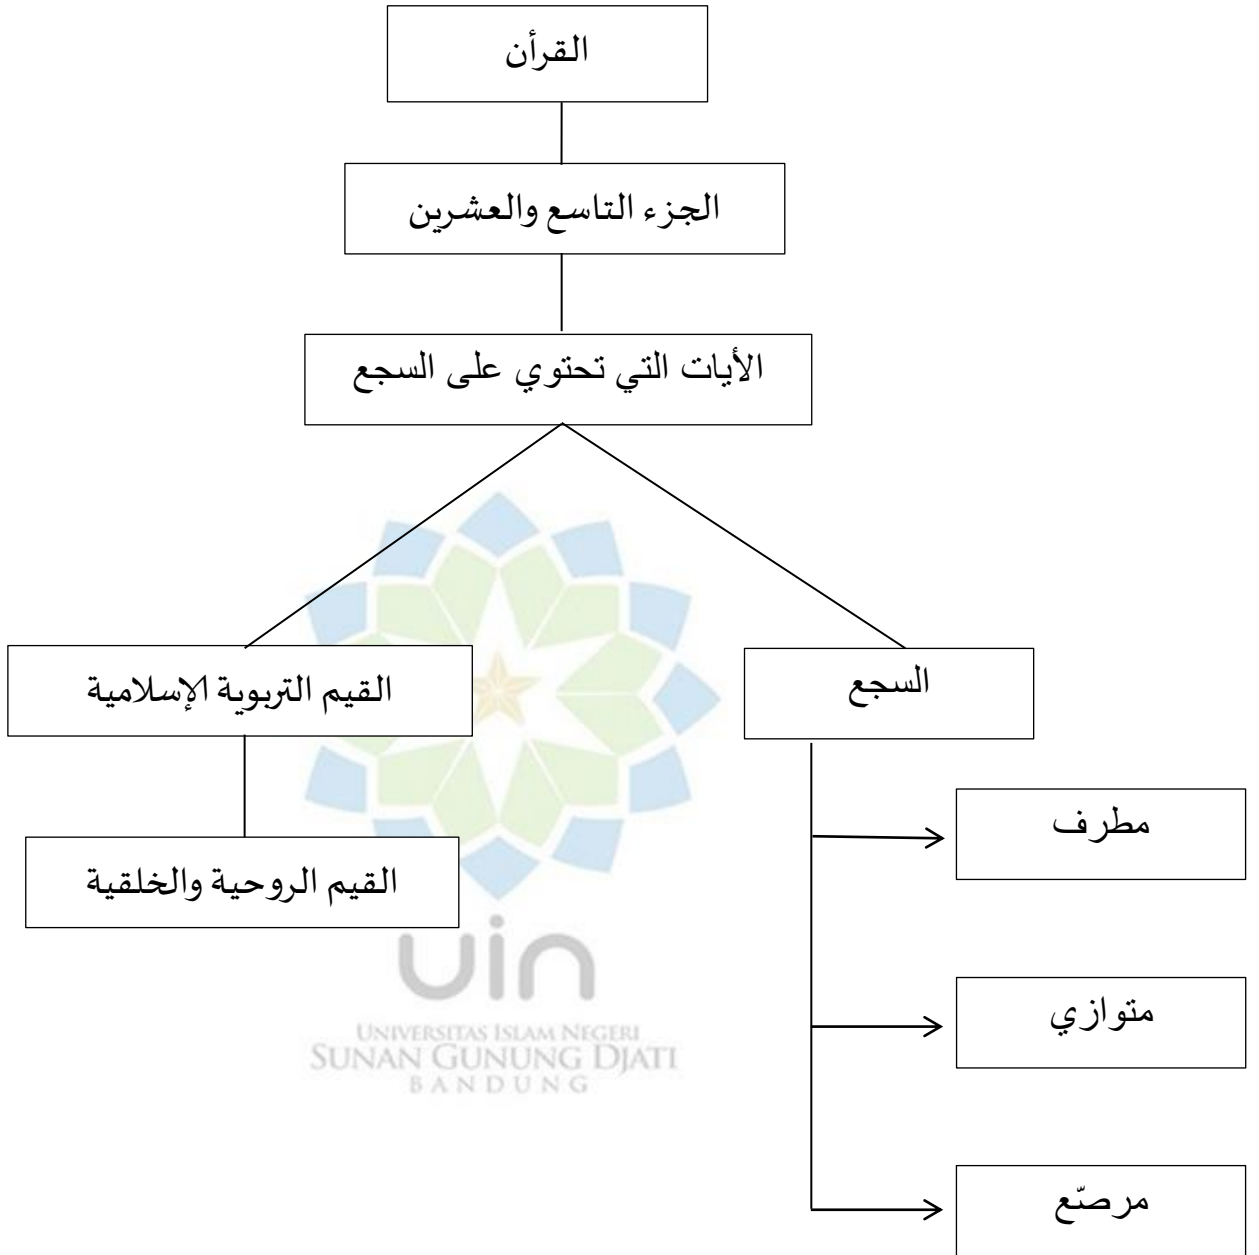 القرأن
الجزء التاسع والعشرين
الأيات التي تحتوي على السجع
السجع
القيم التربوية الإسلامية
مطرف
القيم الروحية والخلقية
متوازي
مرصّع
uin
UNIVERSITAS ISLAM NEGERI
SUNAN GUNUNG DJATI
BANDUNG